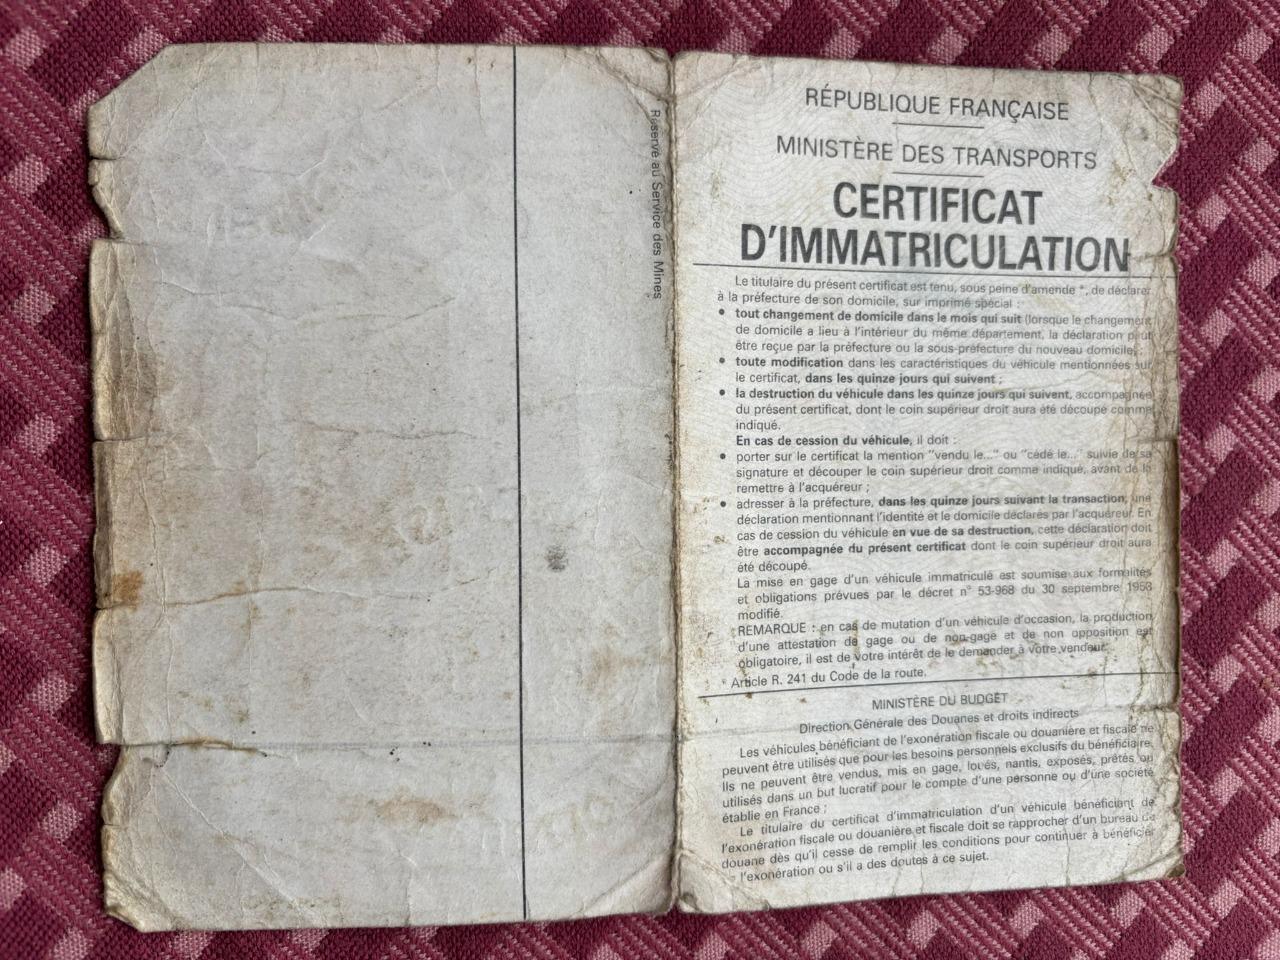 Réservé au Service des Mines
RÉPUBLIQUE FRANÇAISE
MINISTÈRE DES TRANSPORTS
CERTIFICAT
D'IMMATRICULATION
Le titulaire du présent certificat est tenu, sous peine d'amende *, de déclarer
à la préfecture de son domicile, sur imprimé spécial :
● tout changement de domicile dans le mois qui suit (lorsque le changement
de domicile a lieu à l'intérieur du même département, la déclaration peut
être reçue par la préfecture ou la sous-préfecture du nouveau domicile) ;
● toute modification dans les caractéristiques du véhicule mentionnées sur
le certificat, dans les quinze jours qui suivent ;
● la destruction du véhicule dans les quinze jours qui suivent, accompagnée
du présent certificat, dont le coin supérieur droit aura été découpé comme
indiqué.
En cas de cession du véhicule, il doit :
● porter sur le certificat la mention "vendu le..." ou "cédé le..." suivie de sa
signature et découper le coin supérieur droit comme indiqué, avant de la
remettre à l'acquéreur ;
● adresser à la préfecture, dans les quinze jours suivant la transaction, une
déclaration mentionnant l'identité et le domicile déclarés par l'acquéreur. En
cas de cession du véhicule en vue de sa destruction, cette déclaration doit
être accompagnée du présent certificat dont le coin supérieur droit aura
été découpé.
La mise en gage d'un véhicule immatriculé est soumise aux formalités
et obligations prévues par le décret n° 53-968 du 30 septembre 1953
modifié.
REMARQUE : en cas de mutation d'un véhicule d'occasion, la production
d'une attestation de gage ou de non-gage et de non opposition est
obligatoire, il est de votre intérêt de le demander à votre vendeur.
* Article R. 241 du Code de la route.
MINISTÈRE DU BUDGET
Direction Générale des Douanes et droits indirects
Les véhicules bénéficiant de l'exonération fiscale ou douanière et fiscale ne
peuvent être utilisés que pour les besoins personnels exclusifs du bénéficiaire.
Ils ne peuvent être vendus, mis en gage, loués, nantis, exposés, prêtés ou
utilisés dans un but lucratif pour le compte d'une personne ou d'une société
établie en France ;
Le titulaire du certificat d'immatriculation d'un véhicule bénéficiant de
l'exonération fiscale ou douanière et fiscale doit se rapprocher d'un bureau de
douane dès qu'il cesse de remplir les conditions pour continuer à bénéficier
l'exonération ou s'il a des doutes à ce sujet.